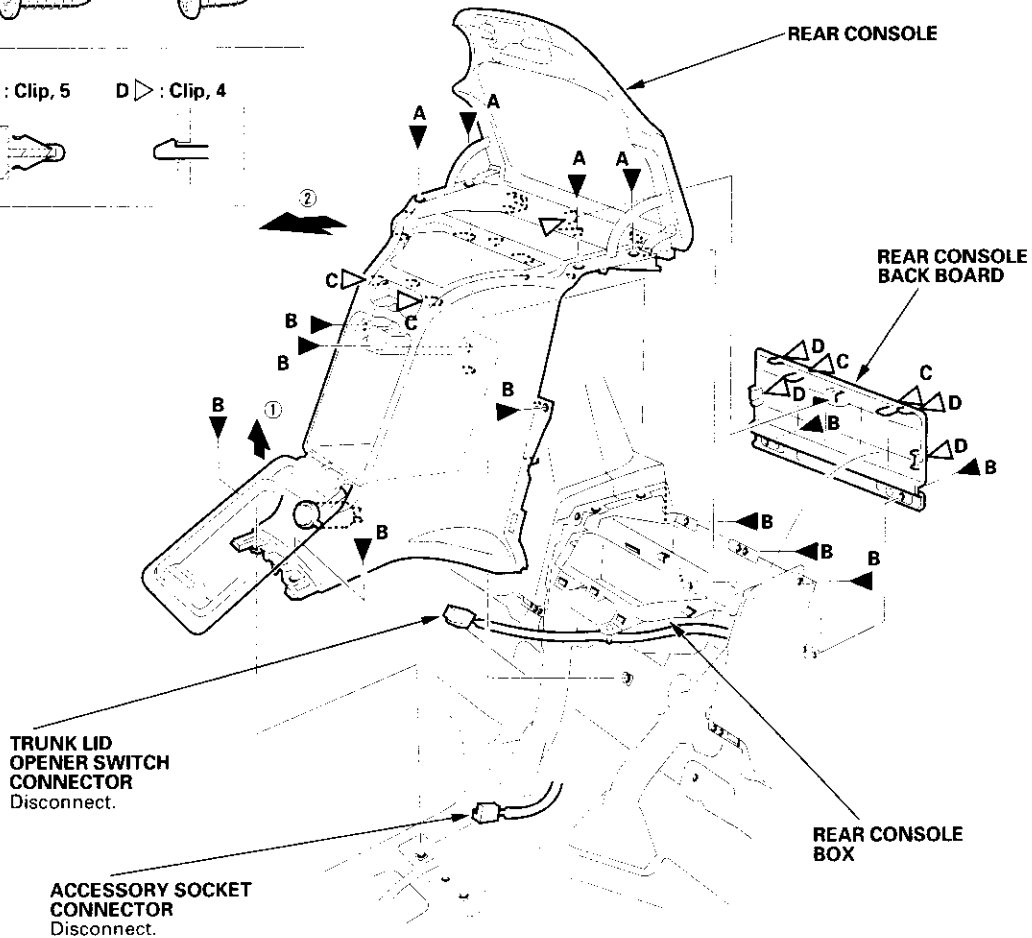 : Clip, 5
D ▷ : Clip, 4
REAR CONSOLE
A
A
A
A
②
REAR CONSOLE
BACK BOARD
C
C
B
B
D
C
C
D
D
B
D
B
B
B
①
B
B
B
B
TRUNK LID
OPENER SWITCH
CONNECTOR
Disconnect.
REAR CONSOLE
BOX
ACCESSORY SOCKET
CONNECTOR
Disconnect.